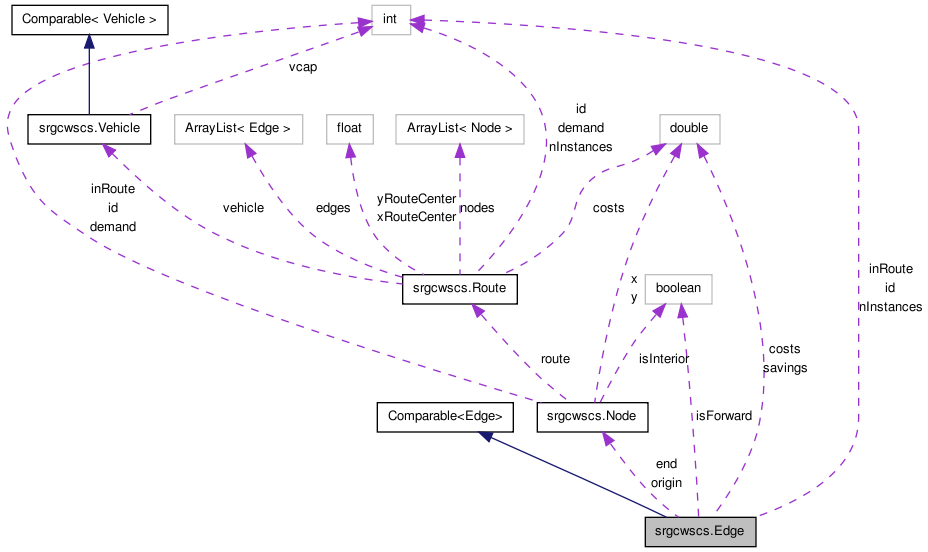 Comparable< Vehicle >
int
vcap
srgcwscs.Vehicle
ArrayList< Edge >
float
ArrayList< Node >
id
demand
nInstances
double
inRoute
id
demand
vehicle
edges
yRouteCenter
xRouteCenter
nodes
costs
srgcwscs.Route
x
y
boolean
inRoute
id
nInstances
route
isInterior
costs
savings
Comparable<Edge>
srgcwscs.Node
isForward
end
origin
srgcwscs.Edge